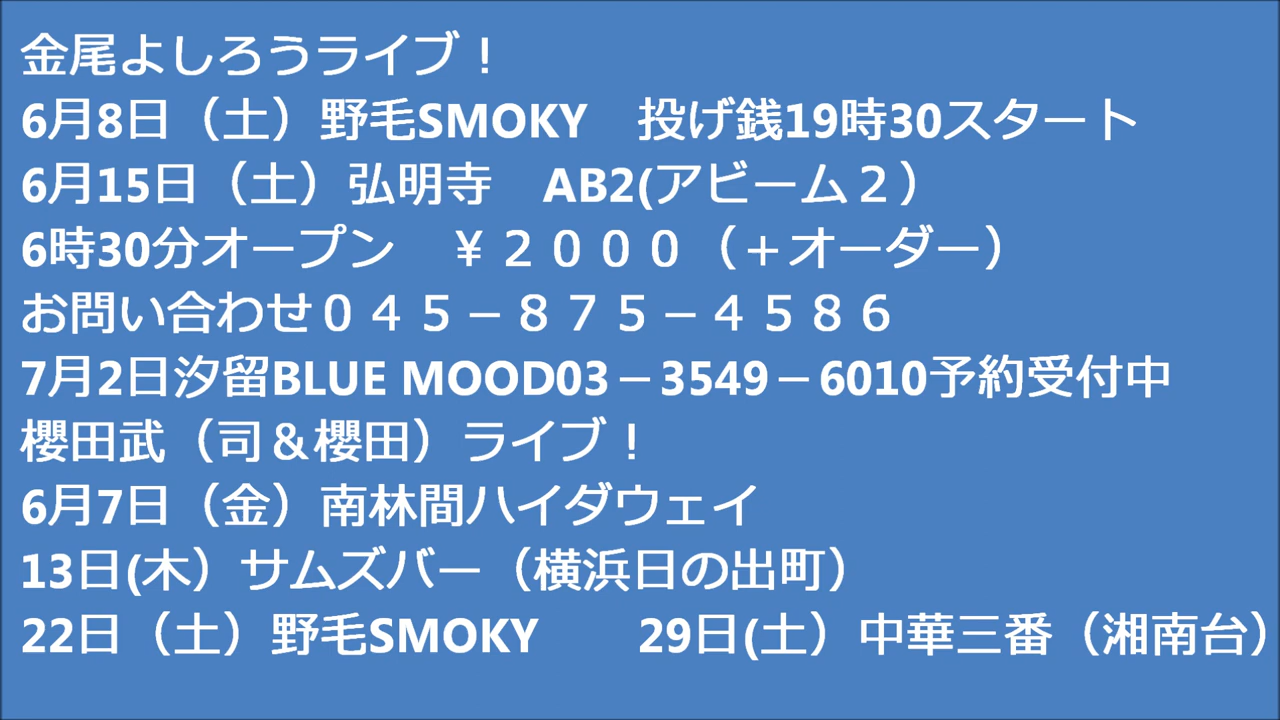 金尾よしろうライブ！
6月8日（土）野毛SMOKY　投げ銭19時30スタート
6月15日（土）弘明寺　AB2(アビーム２）
6時30分オープン　￥２０００（＋オーダー）
お問い合わせ０４５－８７５－４５８６
7月2日汐留BLUE MOOD03－3549－6010予約受付中
櫻田武（司＆櫻田）ライブ！
6月7日（金）南林間ハイダウェイ
13日(木）サムズバー（横浜日の出町）
22日（土）野毛SMOKY　　29日(土）中華三番（湘南台）